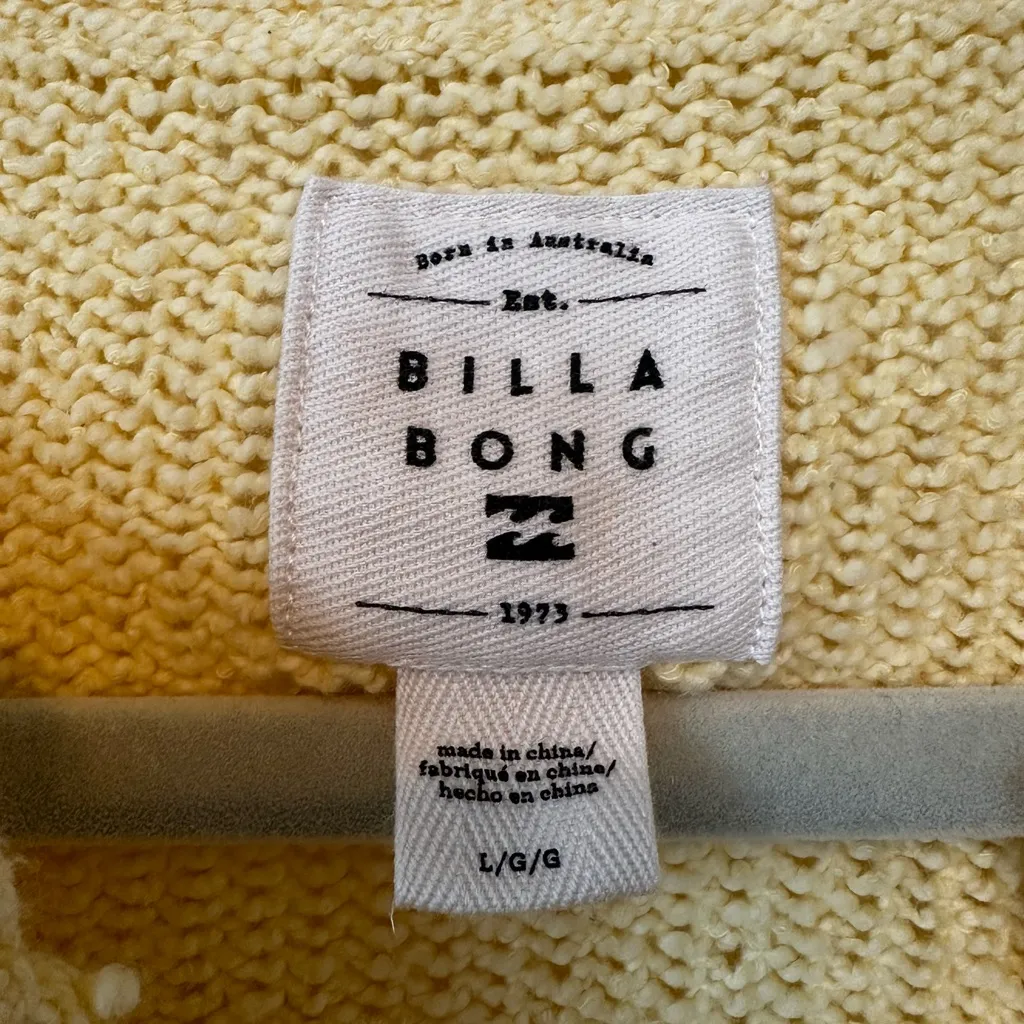 Born in Australia
Est.
BILLA
BONG
1973
made in china/
fabriqué en chine/
hecho en china
L/G/G